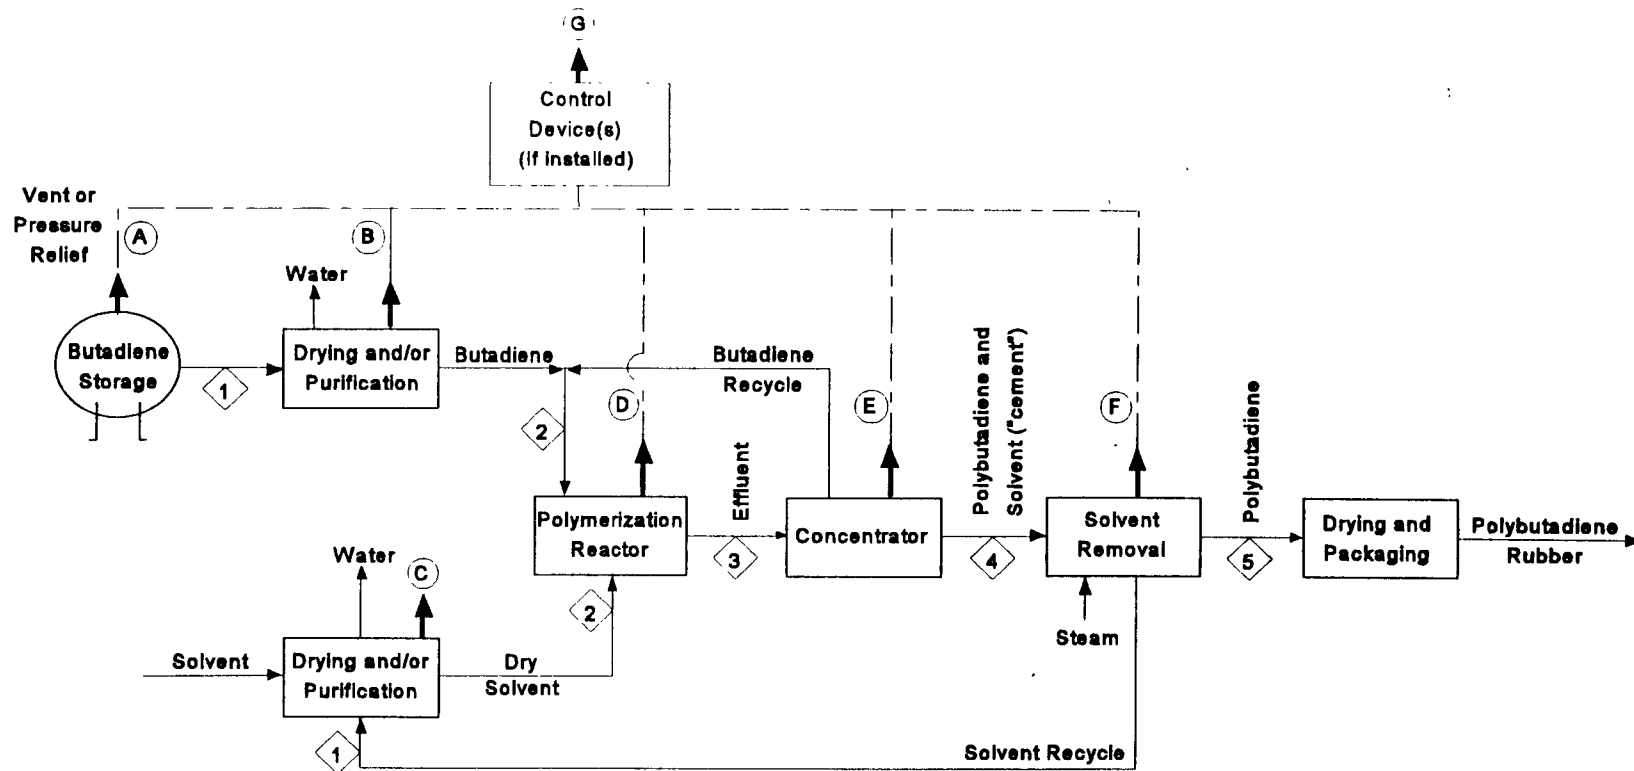 G
Control
Device(s)
(if installed)
Vent or
Pressure
Relief
A
B
Water
Butadiene
Storage
1
Drying and/or
Purification
Butadiene
Butadiene
Recycle
2
D
E
F
Polybutadiene and
Solvent ("cement")
Polybutadiene
Effluent
Polymerization
Reactor
3
Concentrator
4
Solvent
Removal
5
Drying and
Packaging
Polybutadiene
Rubber
Water
C
2
Steam
Solvent
Drying and/or
Purification
Dry
Solvent
1
Solvent Recycle